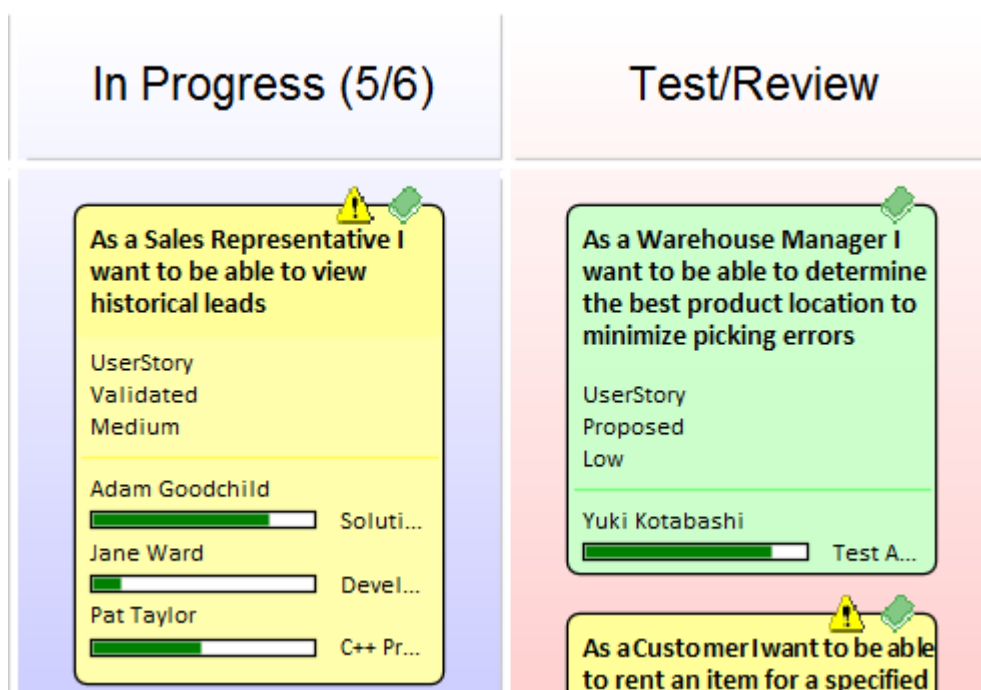 In Progress (5/6)
Test/Review
As a Sales Representative I
want to be able to view
historical leads
UserStory
Validated
Medium
Adam Goodchild
Soluti...
Jane Ward
Devel...
Pat Taylor
C++ Pr...
As a Warehouse Manager I
want to be able to determine
the best product location to
minimize picking errors
UserStory
Proposed
Low
Yuki Kotabashi
Test A...
As a Customer I want to be able
to rent an item for a specified